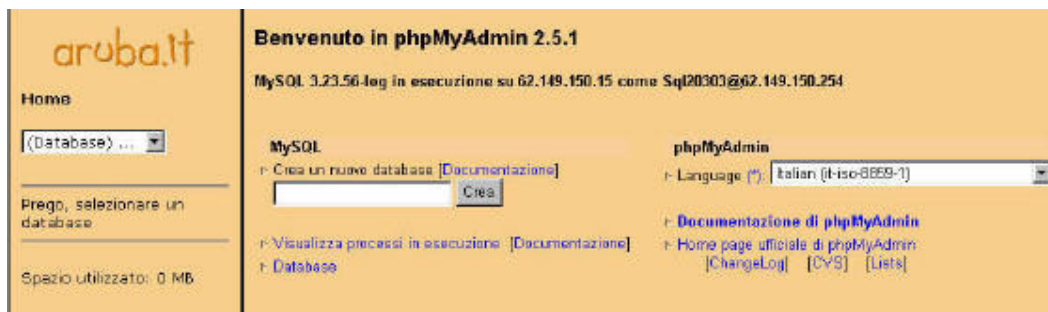 aruba.it
Home
(Database) ...
Prego, selezionare un
database
Spazio utilizzato: 0 MB
Benvenuto in phpMyAdmin 2.5.1
MySQL 3.23.56-log in esecuzione su 62.149.150.15 come Sql20303@62.149.150.254
MySQL
Crea un nuovo database [Documentazione]
Crea
Visualizza processi in esecuzione [Documentazione]
Database
phpMyAdmin
Language (*): Italian (it-iso-8859-1)
Documentazione di phpMyAdmin
Home page ufficiale di phpMyAdmin
[ChangeLog] [CVS] [Lists]